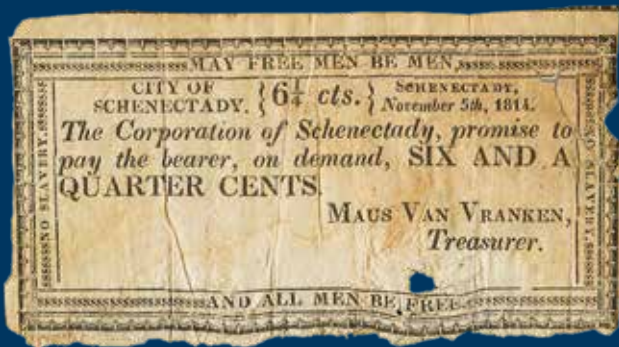 MAY FREE MEN BE MEN,
CITY OF
SCHENECTADY.
6 1/4 cts.
SCHENECTADY,
November 5th, 1814.
The Corporation of Schenectady, promise to
pay the bearer, on demand, SIX AND A
QUARTER CENTS.
MAUS VAN VRANKEN,
Treasurer.
NO SLAVERY.
NO SLAVERY.
AND ALL MEN BE FREE.